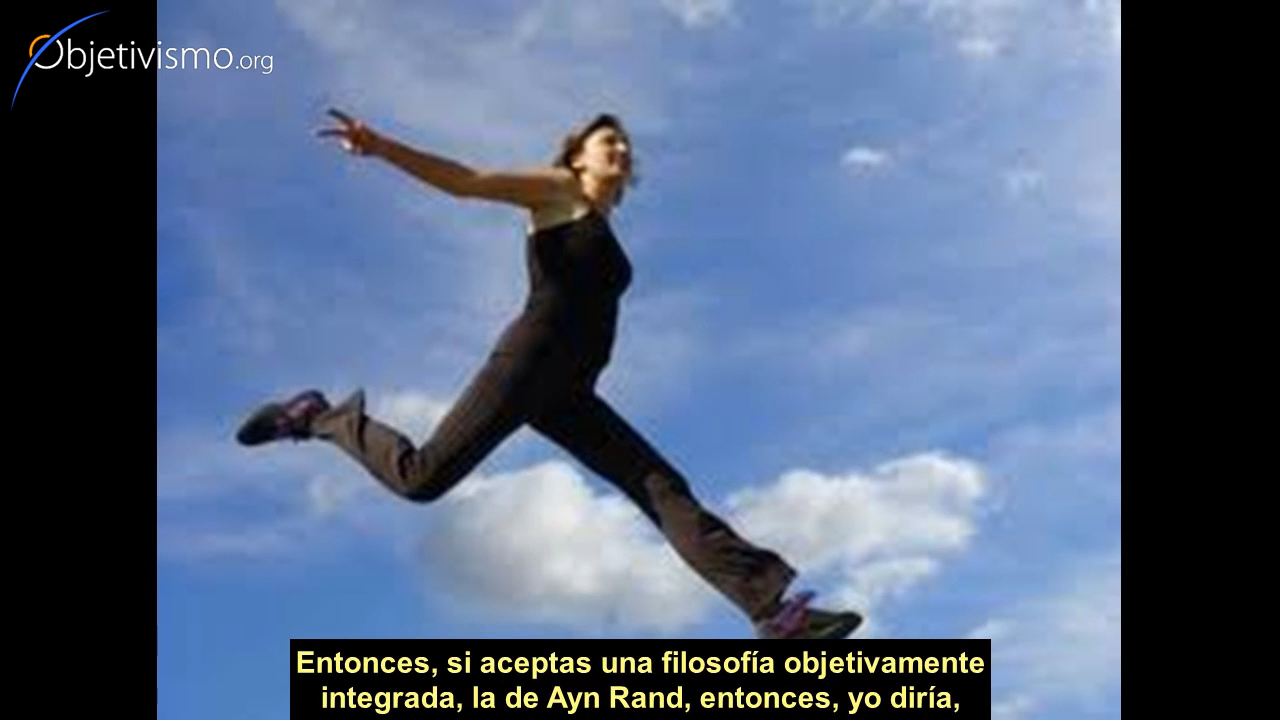 Objetivismo.org
Entonces, si aceptas una filosofía objetivamente
integrada, la de Ayn Rand, entonces, yo diría,